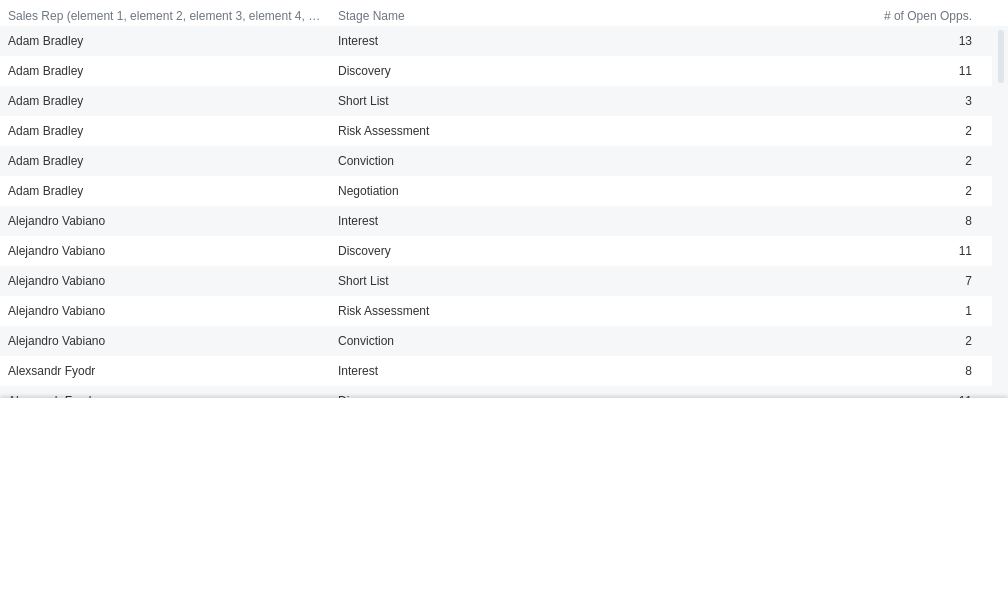 Sales Rep (element 1, element 2, element 3, element 4, … Stage Name # of Open Opps.
Adam Bradley Interest 13
Adam Bradley Discovery 11
Adam Bradley Short List 3
Adam Bradley Risk Assessment 2
Adam Bradley Conviction 2
Adam Bradley Negotiation 2
Alejandro Vabiano Interest 8
Alejandro Vabiano Discovery 11
Alejandro Vabiano Short List 7
Alejandro Vabiano Risk Assessment 1
Alejandro Vabiano Conviction 2
Alexsandr Fyodr Interest 8